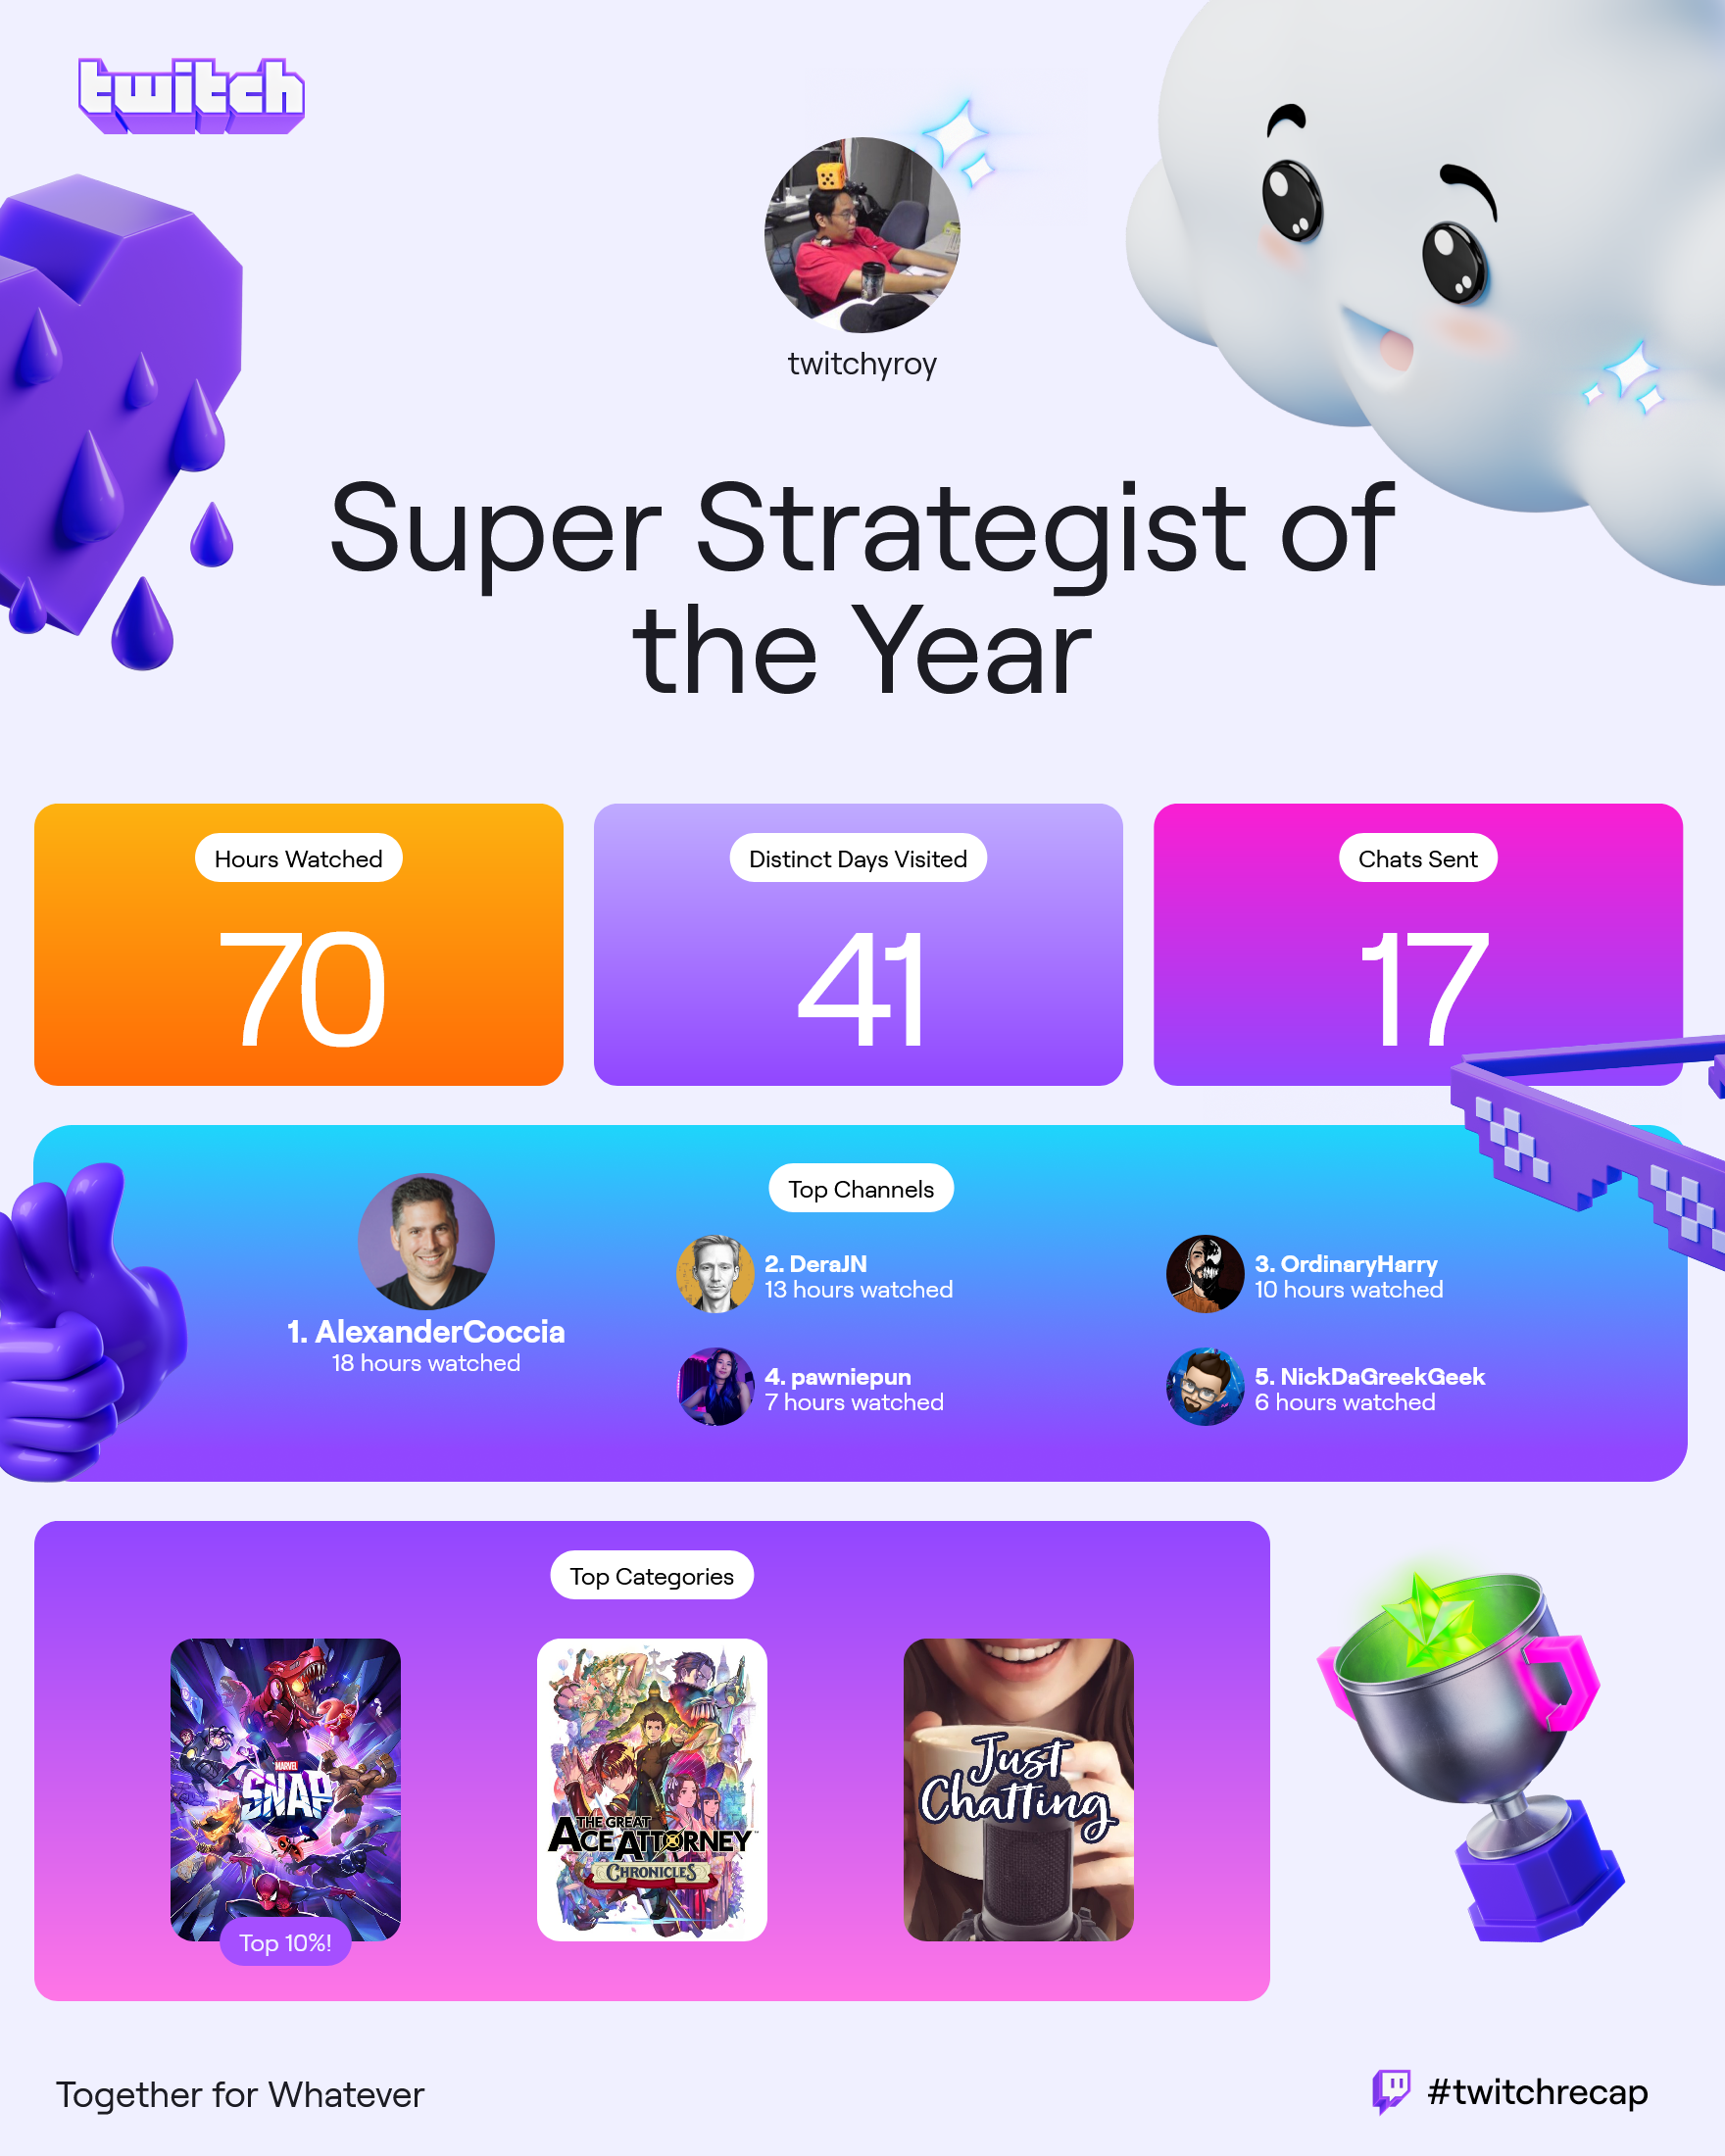 twitch
twitchyroy
Super Strategist of
the Year
Hours Watched
70
Distinct Days Visited
41
Chats Sent
17
Top Channels
1. AlexanderCoccia
18 hours watched
2. DeraJN
13 hours watched
3. OrdinaryHarry
10 hours watched
4. pawniepun
7 hours watched
5. NickDaGreekGeek
6 hours watched
Top Categories
MARVEL
SNAP
Top 10%!
THE GREAT
ACE ATTORNEY
CHRONICLES
Just
Chatting
Together for Whatever
#twitchrecap